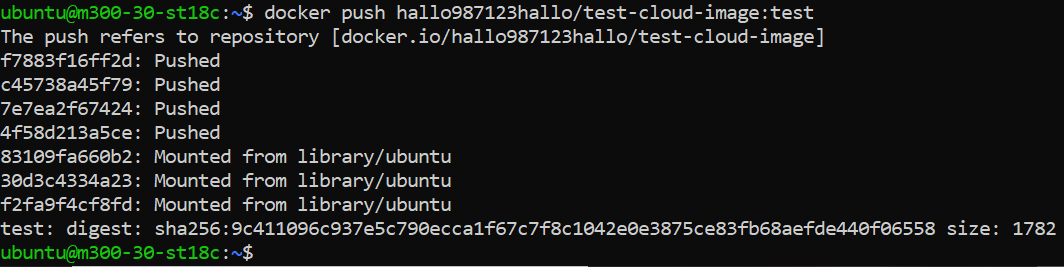 ubuntu@m300-30-st18c:~$ docker push hallo987123hallo/test-cloud-image:test
The push refers to repository [docker.io/hallo987123hallo/test-cloud-image]
f7883f16ff2d: Pushed
c45738a45f79: Pushed
7e7ea2f67424: Pushed
4f58d213a5ce: Pushed
83109fa660b2: Mounted from library/ubuntu
30d3c4334a23: Mounted from library/ubuntu
f2fa9f4cf8fd: Mounted from library/ubuntu
test: digest: sha256:9c411096c937e5c790ecca1f67c7f8c1042e0e3875ce83fb68aefde440f06558 size: 1782
ubuntu@m300-30-st18c:~$